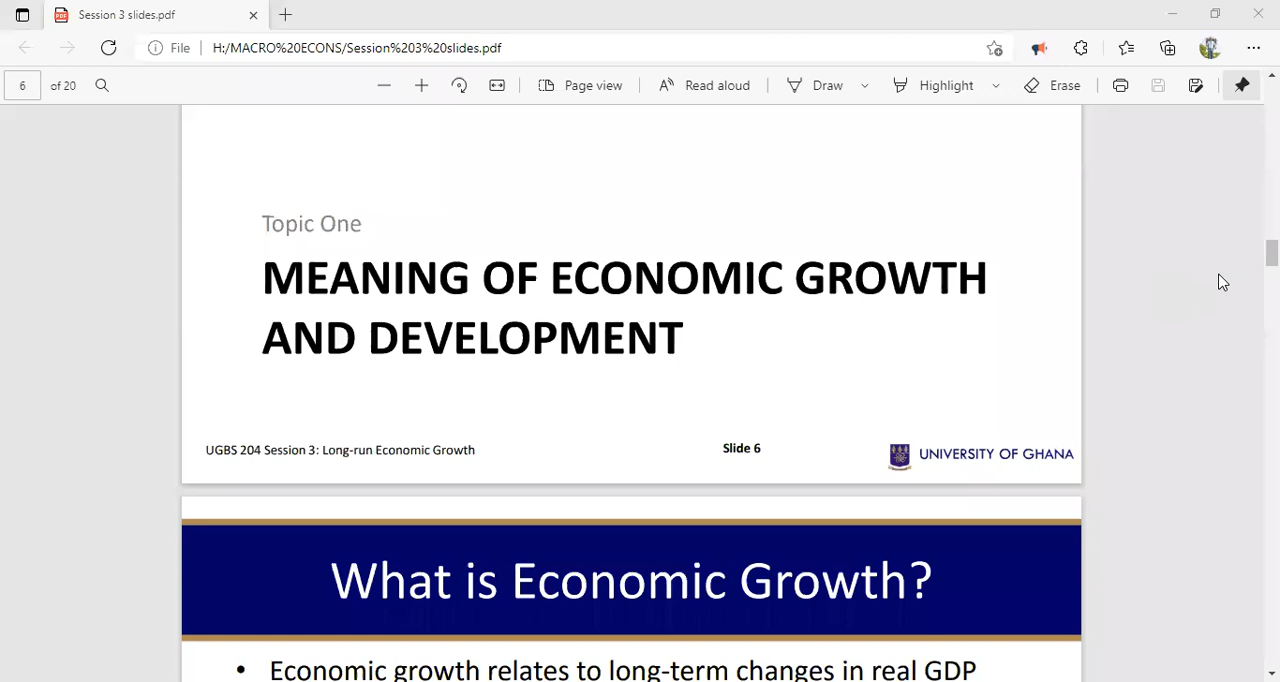 Session 3 slides.pdf
File H:/MACRO%20ECONS/Session%203%20slides.pdf
6 of 20 Page view Read aloud Draw Highlight Erase
Topic One
MEANING OF ECONOMIC GROWTH
AND DEVELOPMENT
UGBS 204 Session 3: Long-run Economic Growth Slide 6 UNIVERSITY OF GHANA
What is Economic Growth?
• Economic growth relates to long-term changes in real GDP